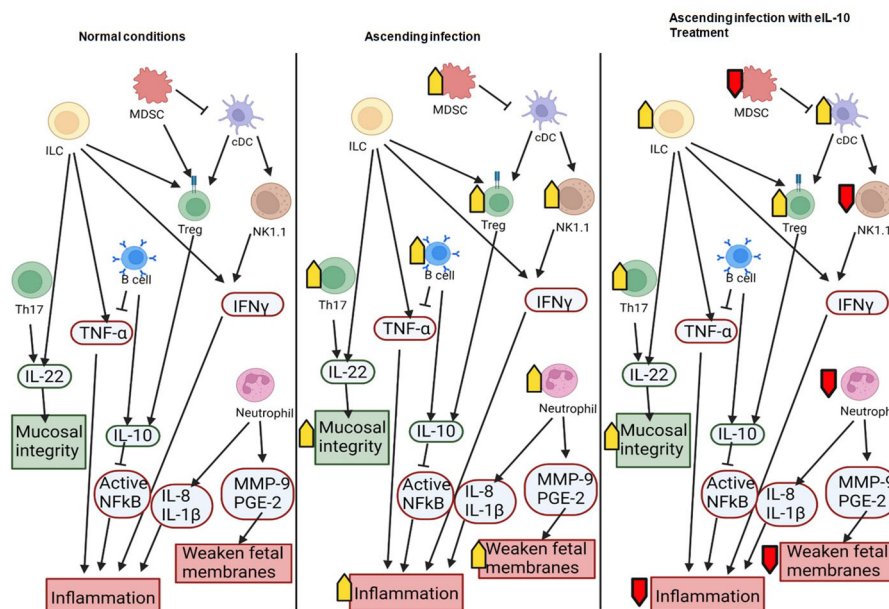 Normal conditions
MDSC
cDC
ILC
Treg
NK1.1
B cell
Th17
IFNγ
TNF-α
IL-22
Neutrophil
Mucosal
integrity
IL-10
Active
NFkB
IL-8
IL-1β
MMP-9
PGE-2
Weaken fetal
membranes
Inflammation
Ascending infection
MDSC
cDC
ILC
Treg
NK1.1
B cell
Th17
IFNγ
TNF-α
IL-22
Neutrophil
Mucosal
integrity
IL-10
Active
NFkB
IL-8
IL-1β
MMP-9
PGE-2
Weaken fetal
membranes
Inflammation
Ascending infection with eIL-10
Treatment
MDSC
cDC
ILC
Treg
NK1.1
B cell
Th17
IFNγ
TNF-α
IL-22
Neutroph
Mucosal
integrity
IL-10
Active
NFkB
IL-8
IL-1β
MMP-9
PGE-2
Weaken fetal
membranes
Inflammation